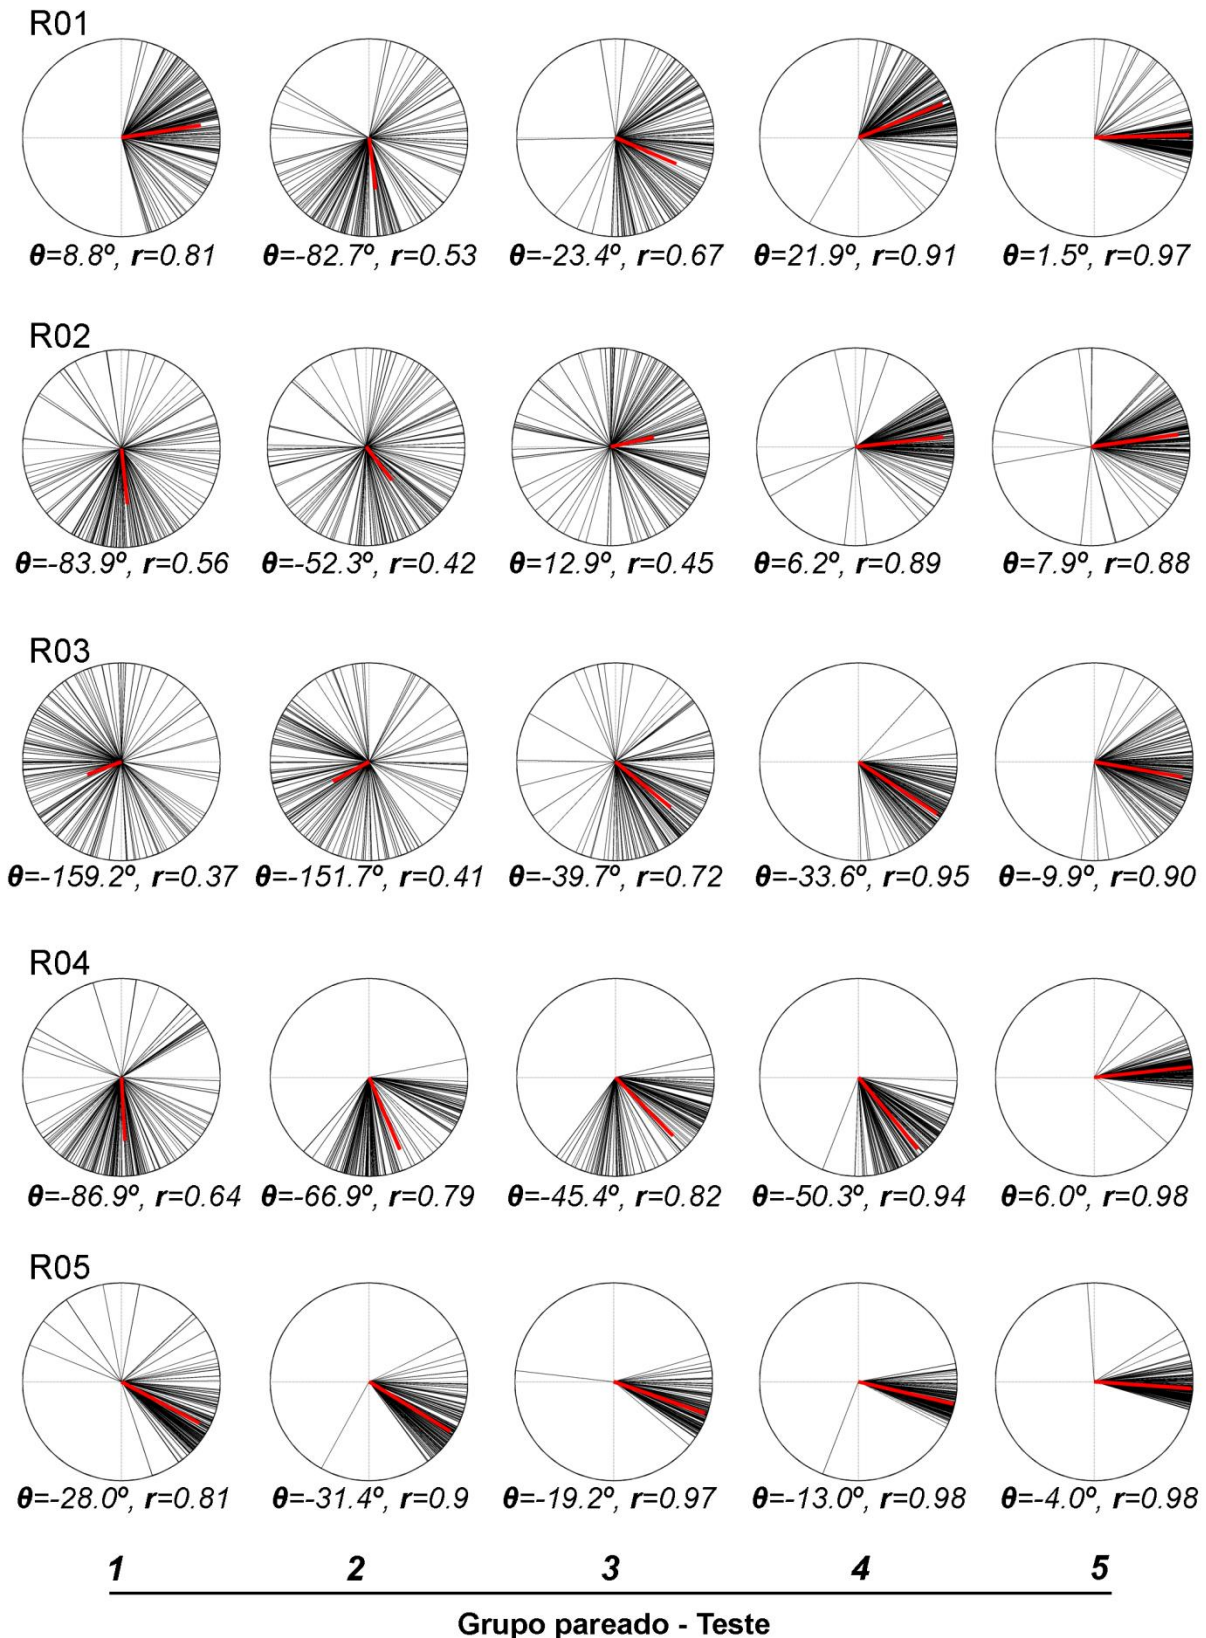 R01
θ=8.8º, r=0.81 θ=-82.7º, r=0.53 θ=-23.4º, r=0.67 θ=21.9º, r=0.91 θ=1.5º, r=0.97
R02
θ=-83.9º, r=0.56 θ=-52.3º, r=0.42 θ=12.9º, r=0.45 θ=6.2º, r=0.89 θ=7.9º, r=0.88
R03
θ=-159.2º, r=0.37 θ=-151.7º, r=0.41 θ=-39.7º, r=0.72 θ=-33.6º, r=0.95 θ=-9.9º, r=0.90
R04
θ=-86.9º, r=0.64 θ=-66.9º, r=0.79 θ=-45.4º, r=0.82 θ=-50.3º, r=0.94 θ=6.0º, r=0.98
R05
θ=-28.0º, r=0.81 θ=-31.4º, r=0.9 θ=-19.2º, r=0.97 θ=-13.0º, r=0.98 θ=-4.0º, r=0.98
1 2 3 4 5
Grupo pareado - Teste